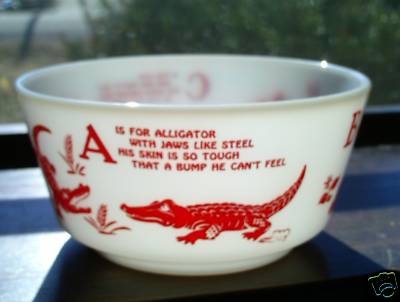 A IS FOR ALLIGATOR
WITH JAWS LIKE STEEL
HIS SKIN IS SO TOUGH
THAT A BUMP HE CAN'T FEEL
C